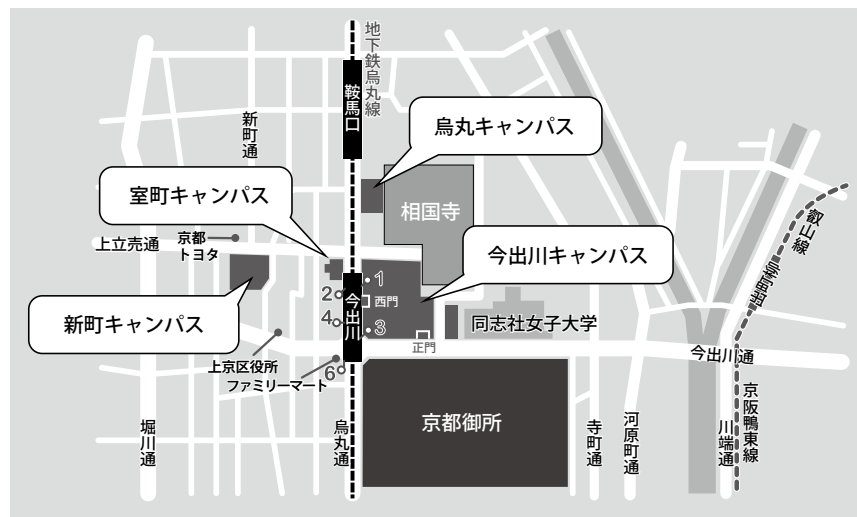 地下鉄烏丸線
鞍馬口
新町通
烏丸キャンパス
室町キャンパス
相国寺
叡山線
上立売通
京都
トヨタ
今出川キャンパス
1
2
西門
今出川
出町柳
新町キャンパス
4
3
同志社女子大学
正門
今出川通
上京区役所
ファミリーマート
6
京都御所
堀川通
烏丸通
寺町通
河原町通
川端通
京阪鴨東線